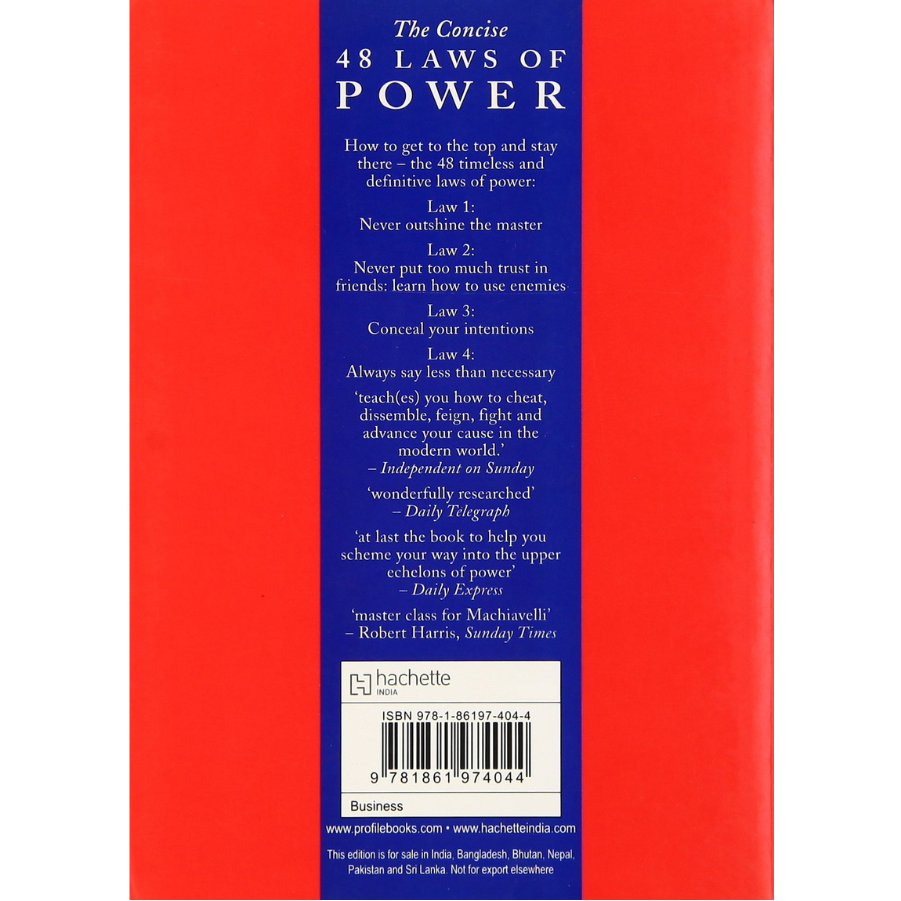 The Concise
48 LAWS OF
POWER
How to get to the top and stay
there – the 48 timeless and
definitive laws of power:
Law 1:
Never outshine the master
Law 2:
Never put too much trust in
friends: learn how to use enemies
Law 3:
Conceal your intentions
Law 4:
Always say less than necessary
‘teach(es) you how to cheat,
dissemble, feign, fight and
advance your cause in the
modern world.’
– Independent on Sunday
‘wonderfully researched’
– Daily Telegraph
‘at last the book to help you
scheme your way into the upper
echelons of power’
– Daily Express
‘master class for Machiavelli’
– Robert Harris, Sunday Times
hachette
INDIA
ISBN 978-1-86197-404-4
9 781861 974044
Business
www.profilebooks.com • www.hachetteindia.com
This edition is for sale in India, Bangladesh, Bhutan, Nepal,
Pakistan and Sri Lanka. Not for export elsewhere